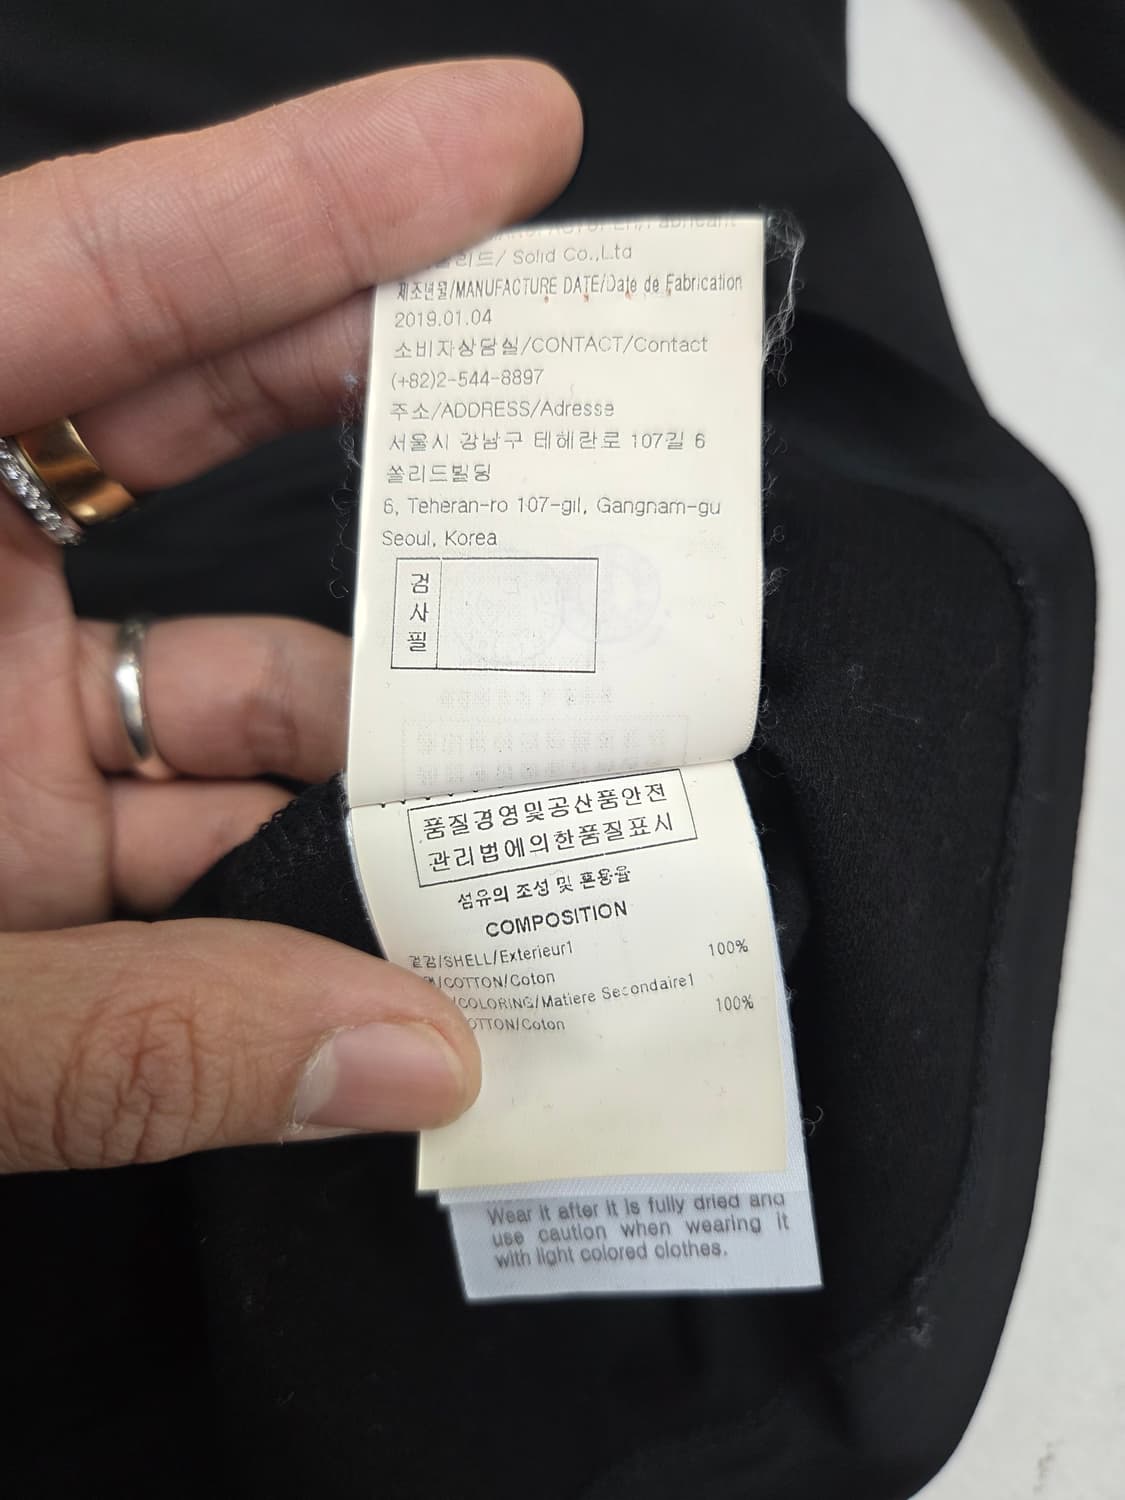 리드/ Solid Co.,Ltd
제조년월/MANUFACTURE DATE/Date de Fabrication
2019.01.04
소비자상담실/CONTACT/Contact
(+82)2-544-8897
주소/ADDRESS/Adresse
서울시 강남구 테헤란로 107길 6
쏠리드빌딩
6, Teheran-ro 107-gil, Gangnam-gu
Seoul, Korea
검
사
필
품질경영및공산품안전
관리법에의한품질표시
섬유의 조성 및 혼용율
COMPOSITION
겉감/SHELL/Exterieur1
/COTTON/Coton 100%
/COLORING/Matiere Secondaire1
OTTON/Coton 100%
Wear it after it is fully dried and
use caution when wearing it
with light colored clothes.